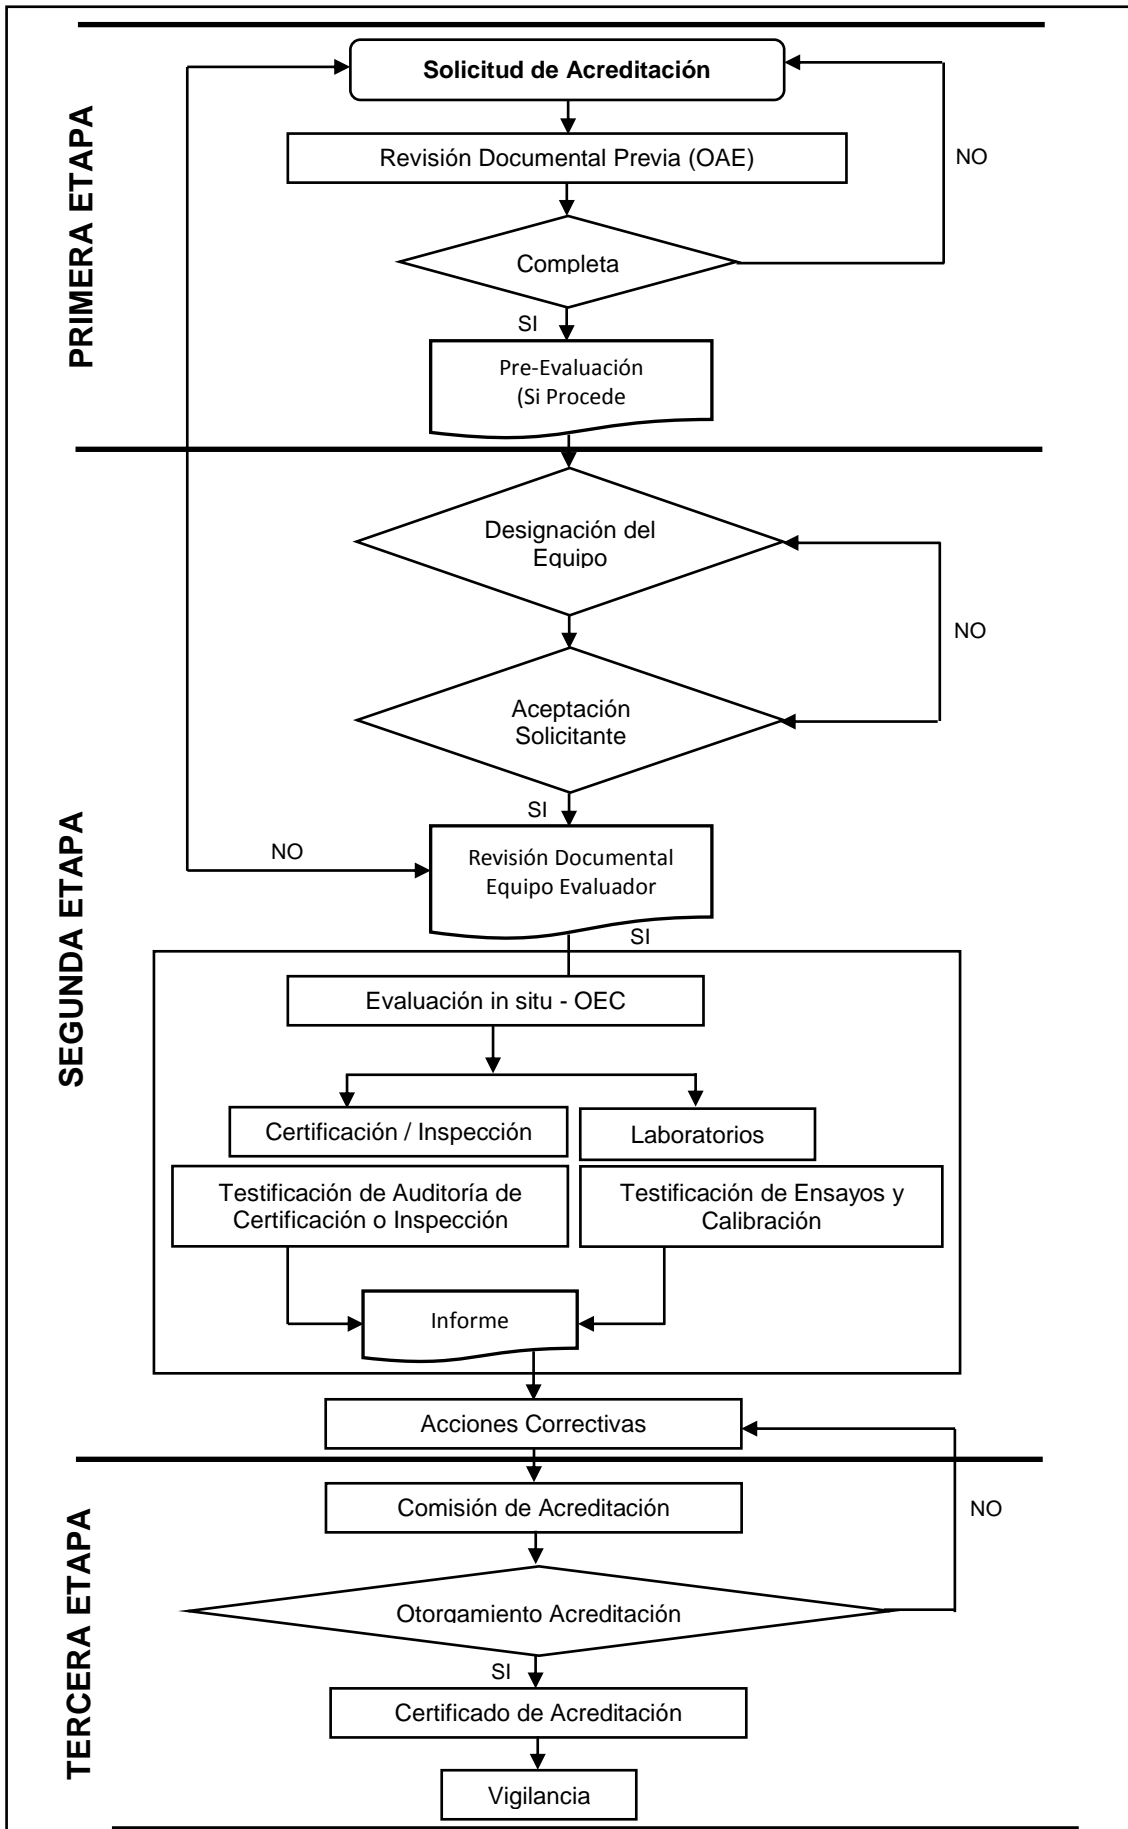 PRIMERA ETAPA
Solicitud de Acreditación
Revisión Documental Previa (OAE)
NO
Completa
SI
Pre-Evaluación
(Si Procede
SEGUNDA ETAPA
Designación del
Equipo
NO
Aceptación
Solicitante
SI
NO
Revisión Documental
Equipo Evaluador
SI
Evaluación in situ - OEC
Certificación / Inspección
Laboratorios
Testificación de Auditoría de
Certificación o Inspección
Testificación de Ensayos y
Calibración
Informe
Acciones Correctivas
TERCERA ETAPA
Comisión de Acreditación
NO
Otorgamiento Acreditación
SI
Certificado de Acreditación
Vigilancia